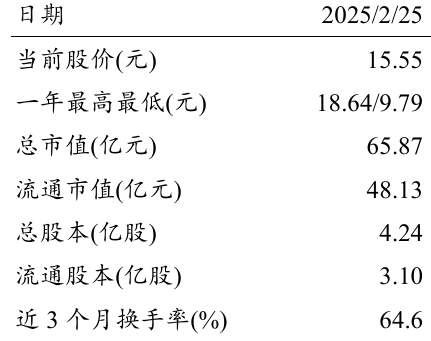 日期 2025/2/25
当前股价(元) 15.55
一年最高最低(元) 18.64/9.79
总市值(亿元) 65.87
流通市值(亿元) 48.13
总股本(亿股) 4.24
流通股本(亿股) 3.10
近 3 个月换手率(%) 64.6